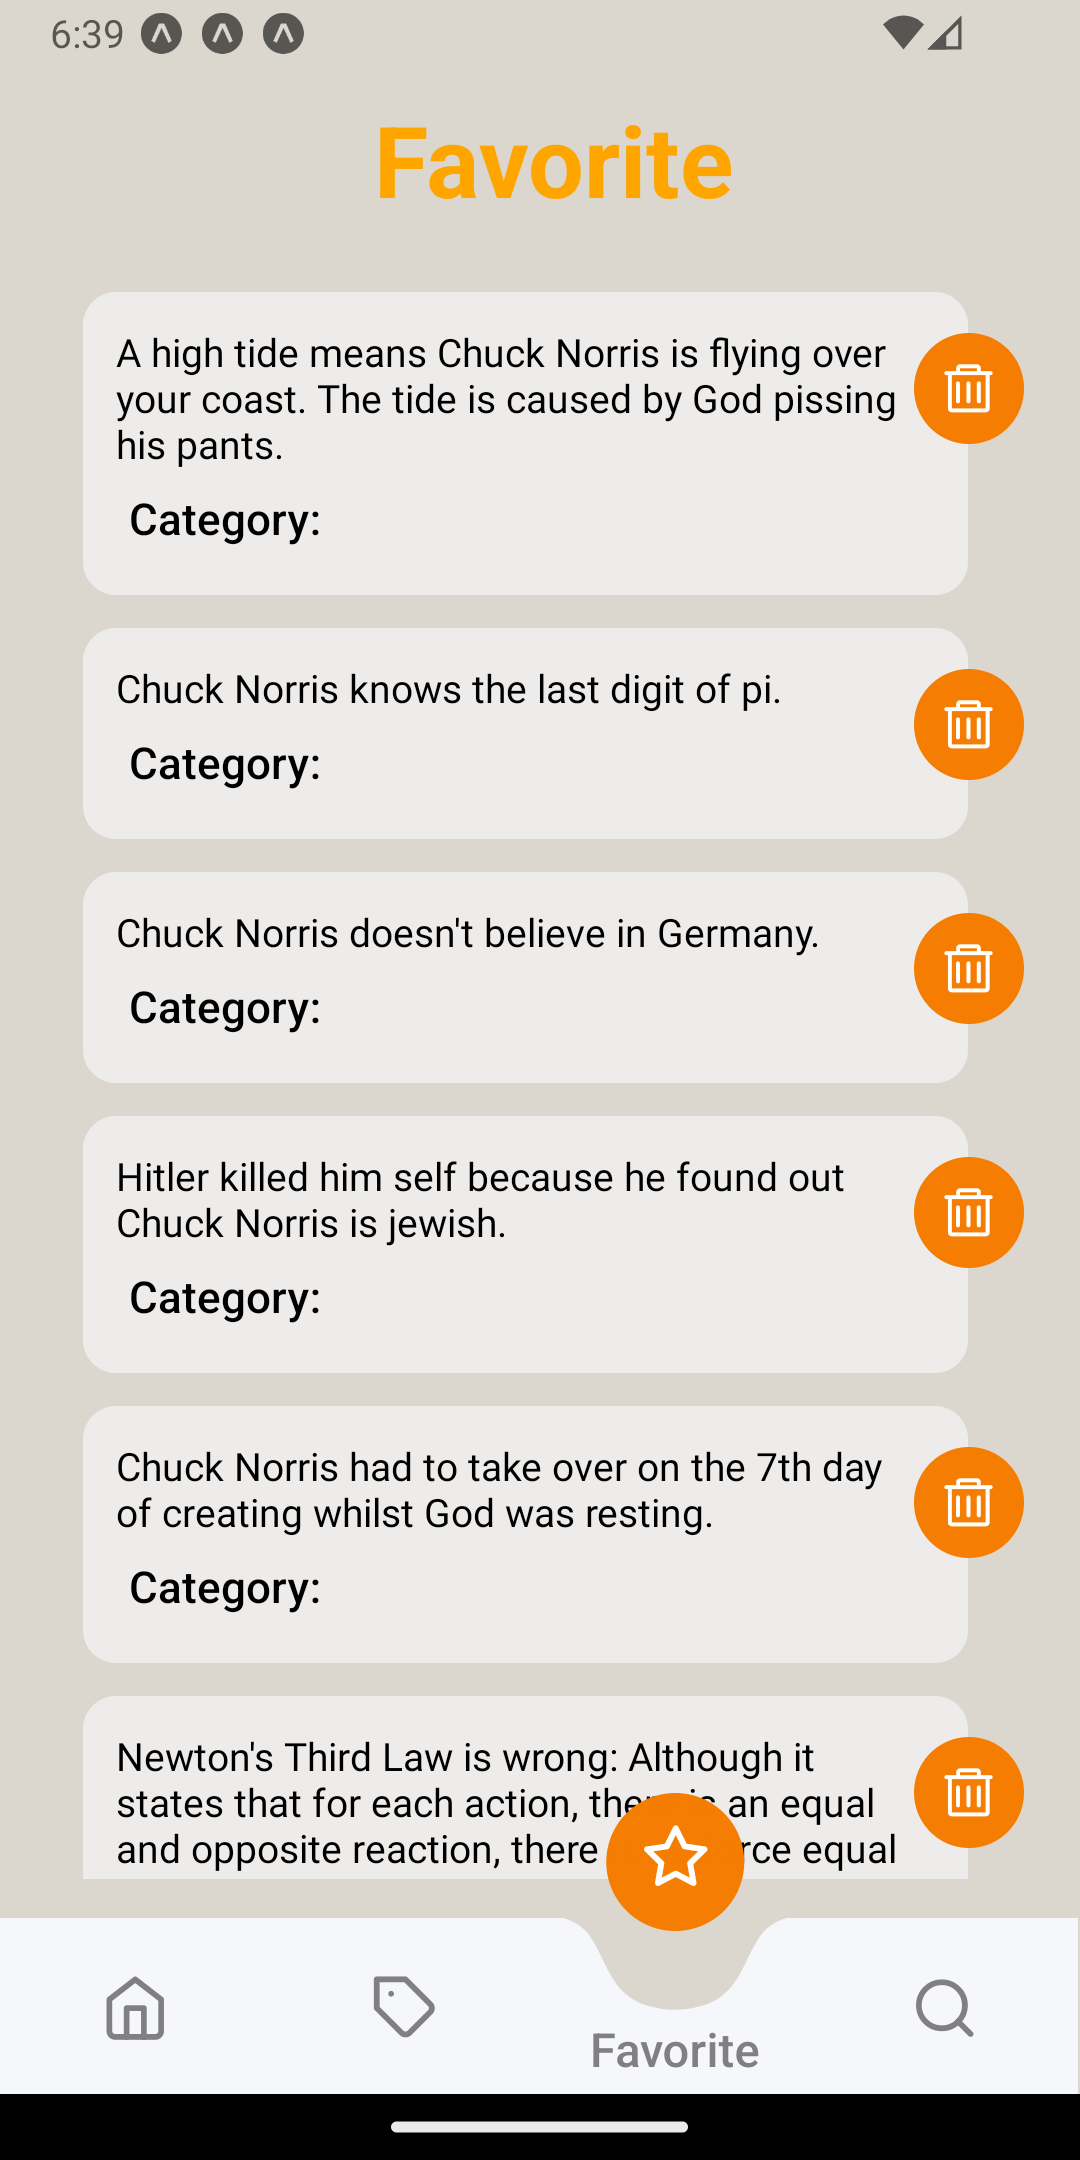 6:39
Favorite
A high tide means Chuck Norris is flying over
your coast. The tide is caused by God pissing
his pants.
Category:
Chuck Norris knows the last digit of pi.
Category:
Chuck Norris doesn't believe in Germany.
Category:
Hitler killed him self because he found out
Chuck Norris is jewish.
Category:
Chuck Norris had to take over on the 7th day
of creating whilst God was resting.
Category:
Newton's Third Law is wrong: Although it
states that for each action, an equal
and opposite reaction, there equal
Favorite